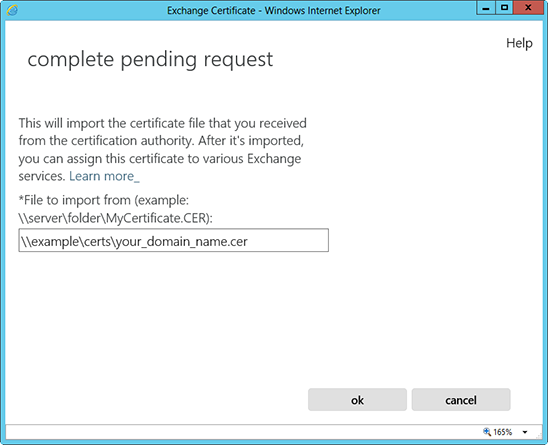 Exchange Certificate - Windows Internet Explorer
Help
complete pending request
This will import the certificate file that you received
from the certification authority. After it's imported,
you can assign this certificate to various Exchange
services. Learn more_
*File to import from (example:
\\server\folder\MyCertificate.CER):
\\example\certs\your_domain_name.cer
ok cancel
165%